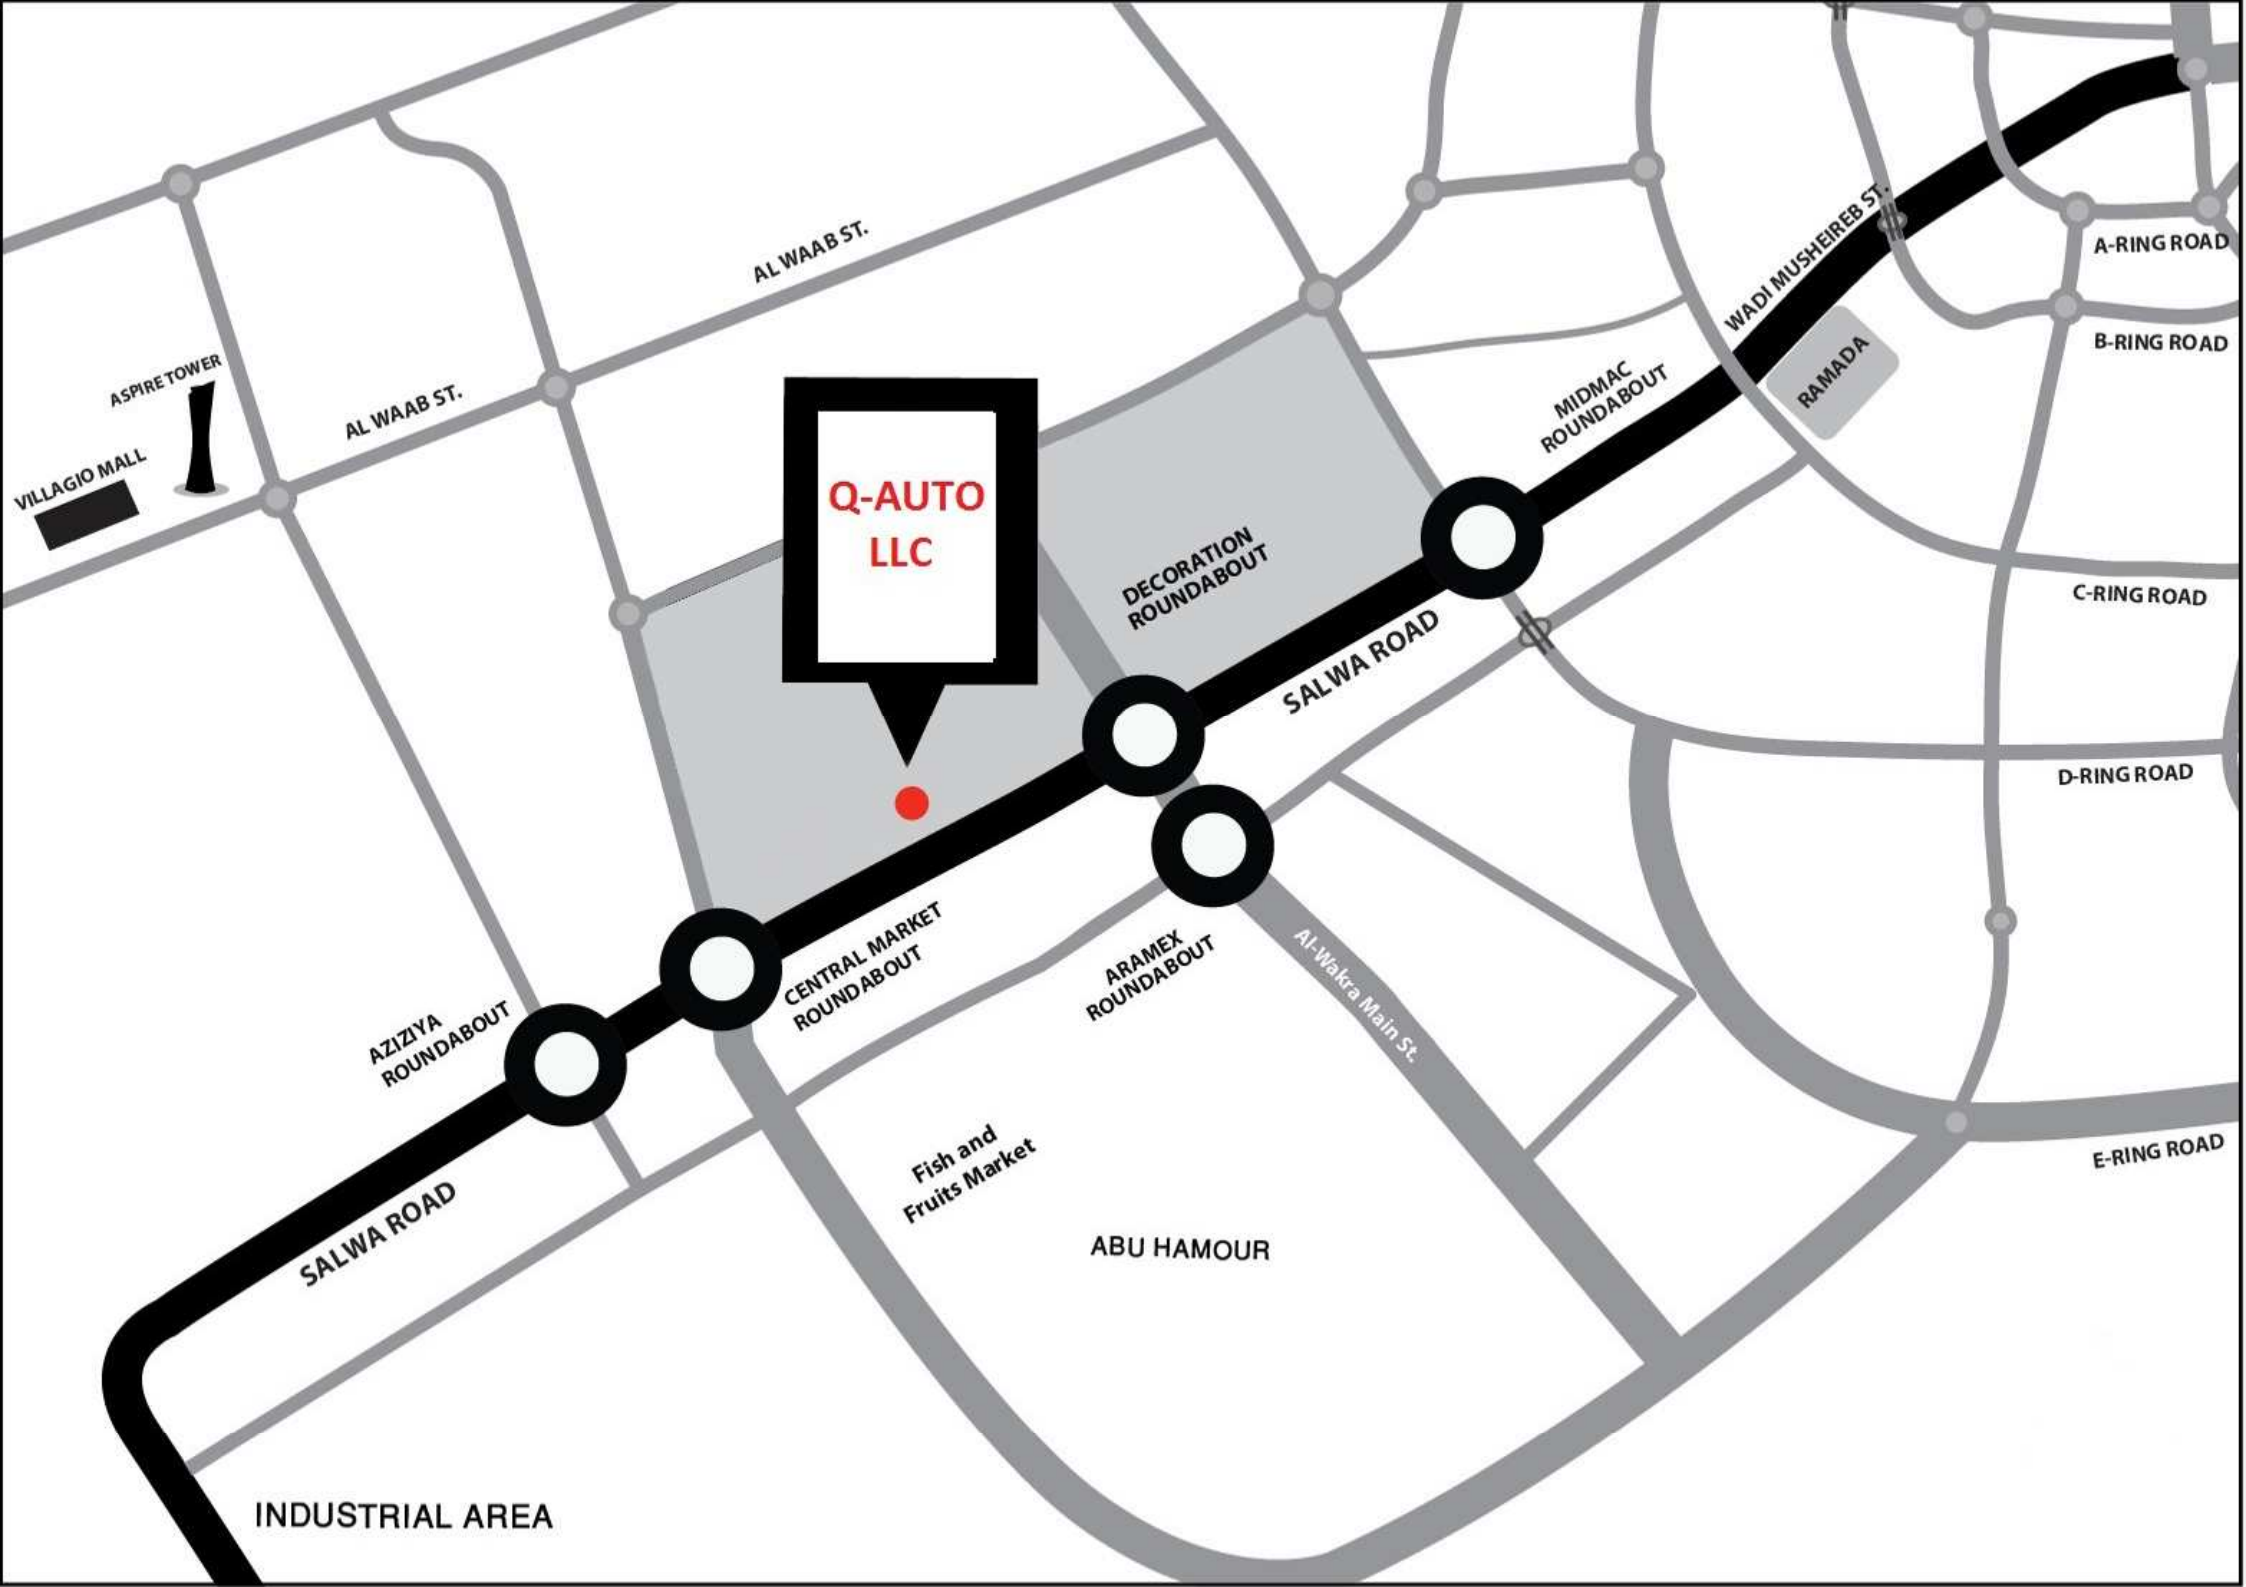 AL WAAB ST.
WADI MUSHEIREB ST.
A-RING ROAD
B-RING ROAD
RAMADA
ASPIRE TOWER
AL WAAB ST.
VILLAGIO MALL
MIDMAC
ROUNDABOUT
Q-AUTO
LLC
DECORATION
ROUNDABOUT
C-RING ROAD
SALWA ROAD
D-RING ROAD
CENTRAL MARKET
ROUNDABOUT
ARAMEX
ROUNDABOUT
Al-Wakra Main St.
AZIZIYA
ROUNDABOUT
Fish and
Fruits Market
E-RING ROAD
SALWA ROAD
ABU HAMOUR
INDUSTRIAL AREA